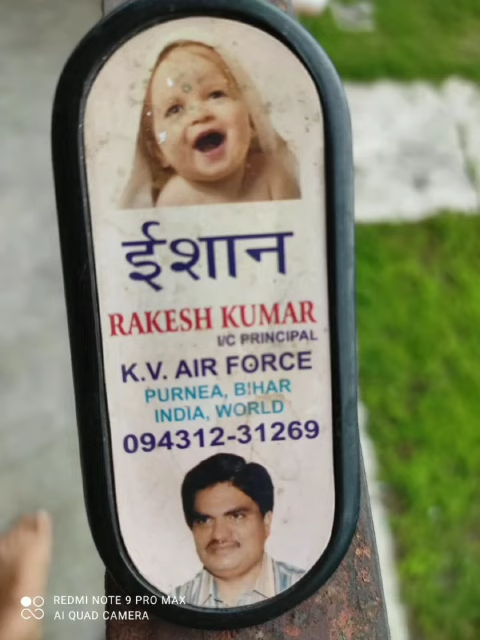 ईशान
RAKESH KUMAR
I/C PRINCIPAL
K.V. AIR FORCE
PURNEA, BIHAR
INDIA, WORLD
094312-31269
REDMI NOTE 9 PRO MAX
AI QUAD CAMERA